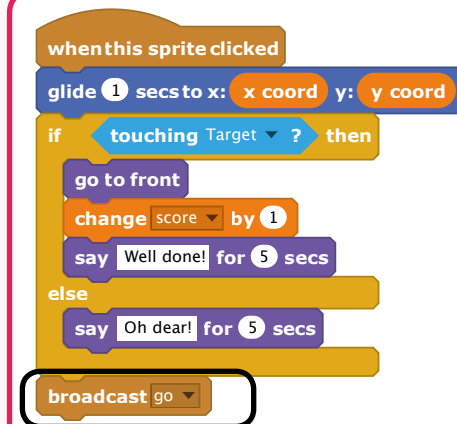 when this sprite clicked
glide 1 secs to x: x coord y: y coord
if touching Target ? then
go to front
change score by 1
say Well done! for 5 secs
else
say Oh dear! for 5 secs
broadcast go